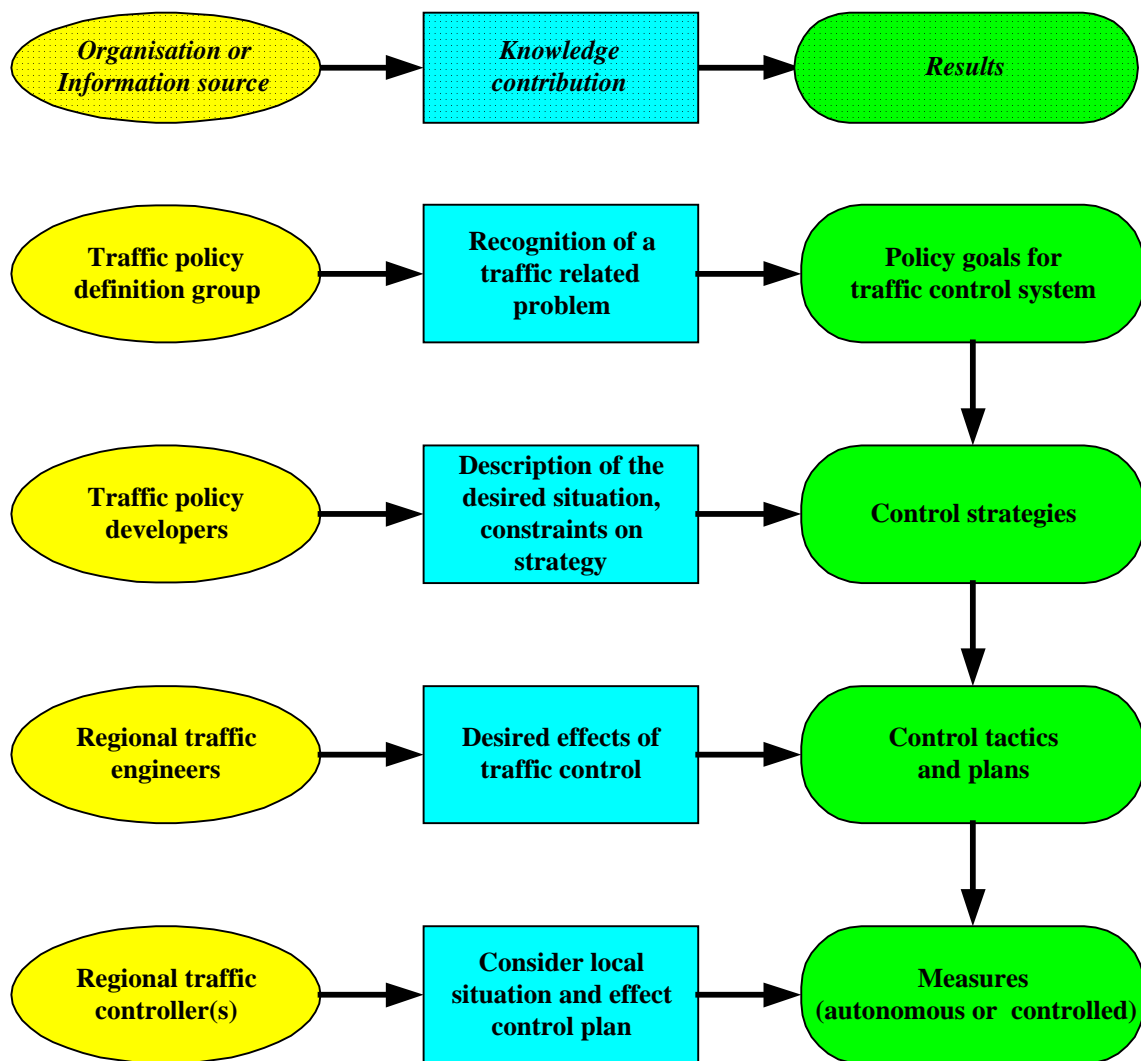 Organisation or
Information source
Knowledge
contribution
Results
Traffic policy
definition group
Recognition of a
traffic related
problem
Policy goals for
traffic control system
Traffic policy
developers
Description of the
desired situation,
constraints on
strategy
Control strategies
Regional traffic
engineers
Desired effects of
traffic control
Control tactics
and plans
Regional traffic
controller(s)
Consider local
situation and effect
control plan
Measures
(autonomous or controlled)